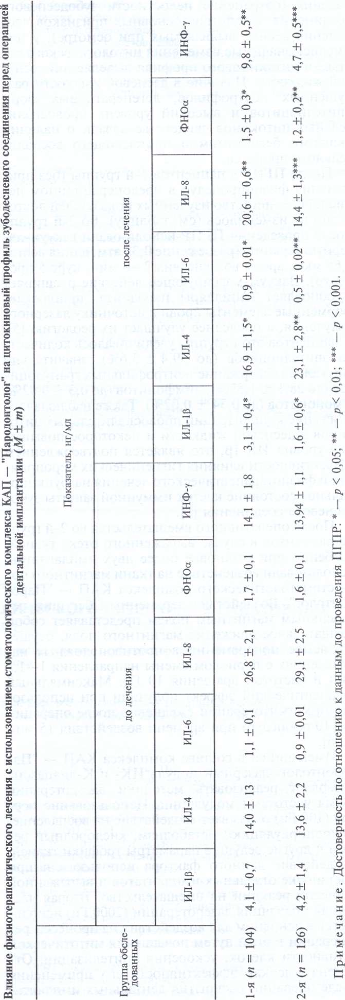 Влияние физиотерапевтического лечения с использованием стоматологического комплекса КАП — "Пародонтолог" на цитокиновый профиль зубодесневого соединения перед операцией
дентальной имплантации (M ± m)
Группа обсле-
дованных
Показатель, нг/мл
до лечения
после лечения
ИЛ-1β ИЛ-4 ИЛ-6 ИЛ-8 ФНОα ИНФ-γ ИЛ-1β ИЛ-4 ИЛ-6 ИЛ-8 ФНОα ИНФ-γ
1-я (n = 104) 4,1 ± 0,7 14,0 ± 13 1,1 ± 0,1 26,8 ± 2,1 1,7 ± 0,1 14,1 ± 1,8 3,1 ± 0,4* 16,9 ± 1,5* 0,9 ± 0,01* 20,6 ± 0,6** 1,5 ± 0,3* 9,8 ± 0,5**
2-я (n = 126) 4,2 ± 1,4 13,6 ± 2,2 0,9 ± 0,01 29,1 ± 2,5 1,6 ± 0,1 13,94 ± 1,1 1,6 ± 0,6* 23,1 ± 2,8** 0,5 ± 0,02** 14,4 ± 1,3*** 1,2 ± 0,2** 4,7 ± 0,5***
Примечание. Достоверность по отношению к данным до проведения ПГПР: * — p < 0,05; ** — p < 0,01; *** — p < 0,001.